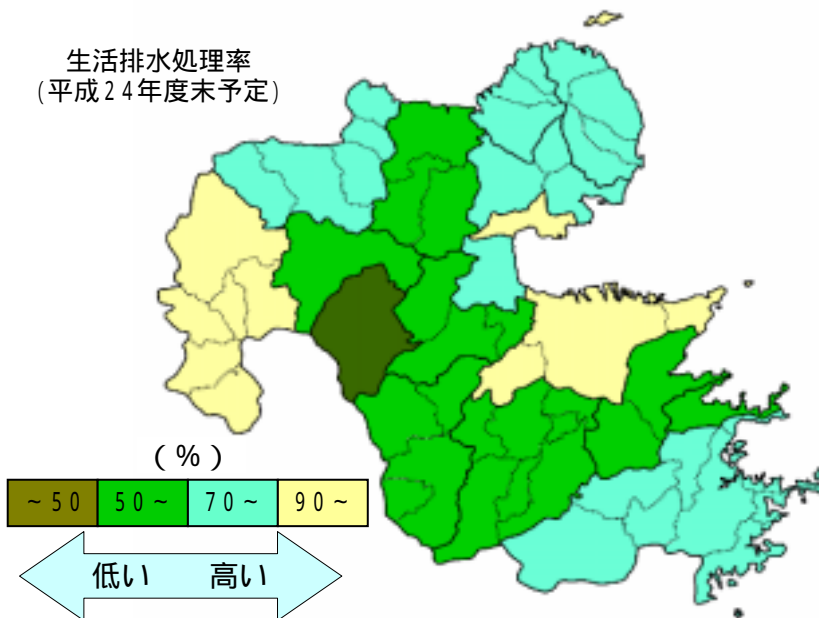 生活排水処理率
(平成24年度末予定)
(%)
~50 50~ 70~ 90~
低い 高い